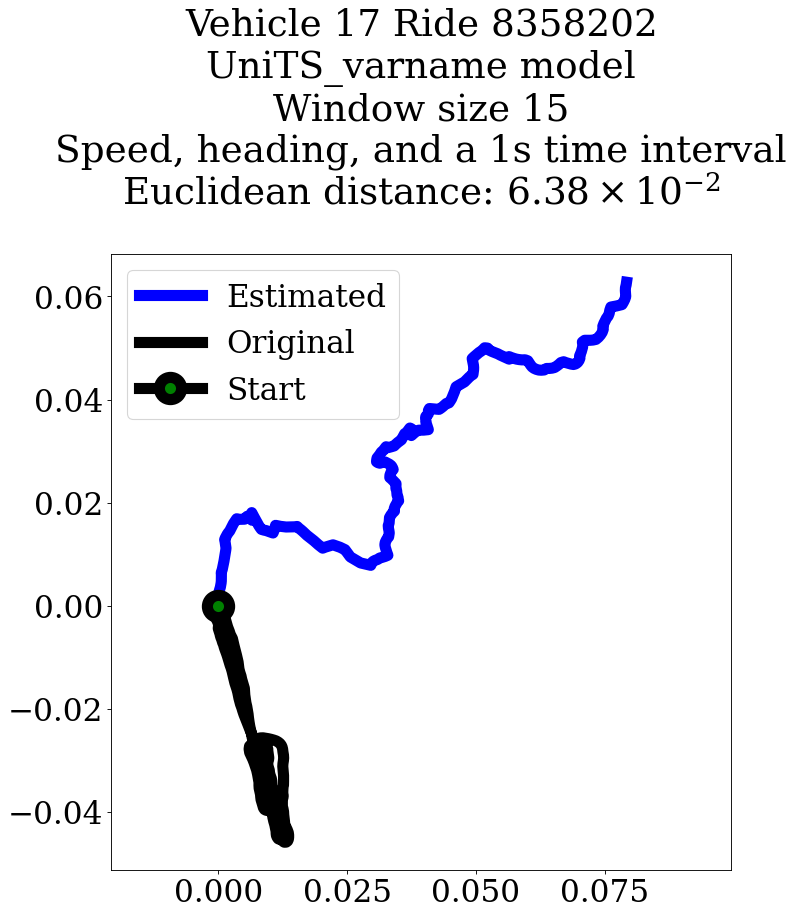 Vehicle 17 Ride 8358202
UniTS_varname model
Window size 15
Speed, heading, and a 1s time interval
Euclidean distance: 6.38 × 10⁻²
Estimated
Original
Start
0.06
0.04
0.02
0.00
−0.02
−0.04
0.000 0.025 0.050 0.075